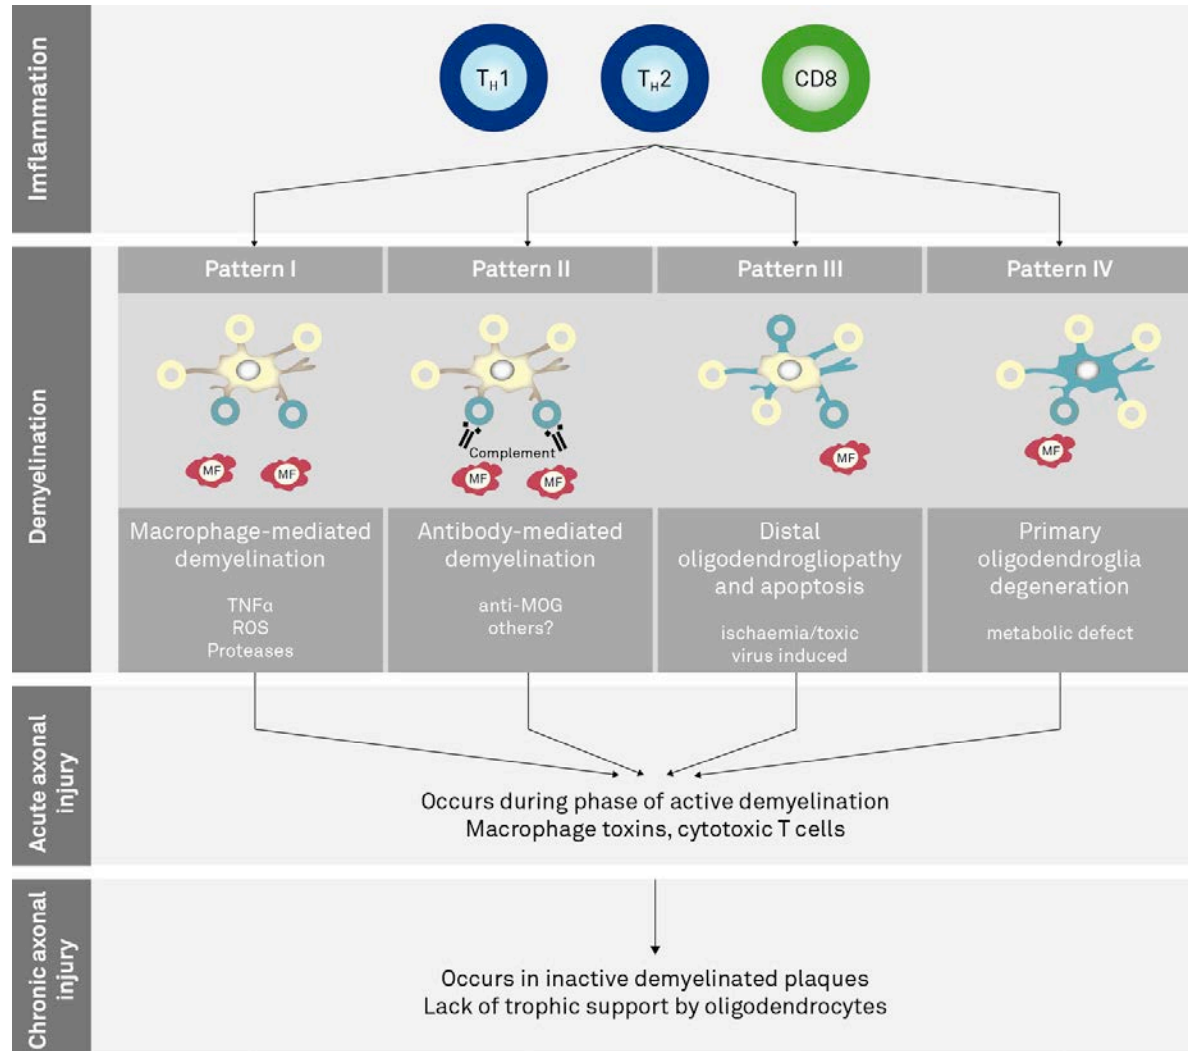 Imflammation
T_H1
T_H2
CD8
Demyelination
Pattern I
Pattern II
Pattern III
Pattern IV
MF
MF
Complement
MF
MF
MF
MF
Macrophage-mediated
demyelination
TNFα
ROS
Proteases
Antibody-mediated
demyelination
anti-MOG
others?
Distal
oligodendrogliopathy
and apoptosis
ischaemia/toxic
virus induced
Primary
oligodendroglia
degeneration
metabolic defect
Acute axonal
injury
Occurs during phase of active demyelination
Macrophage toxins, cytotoxic T cells
Chronic axonal
injury
Occurs in inactive demyelinated plaques
Lack of trophic support by oligodendrocytes